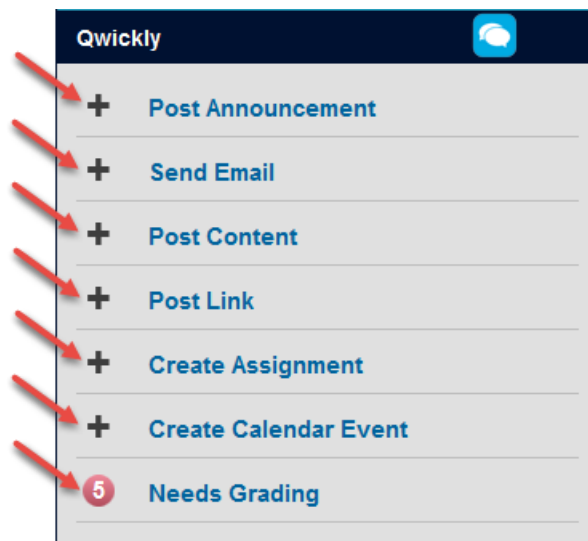 Qwickly
Post Announcement
Send Email
Post Content
Post Link
Create Assignment
Create Calendar Event
5 Needs Grading